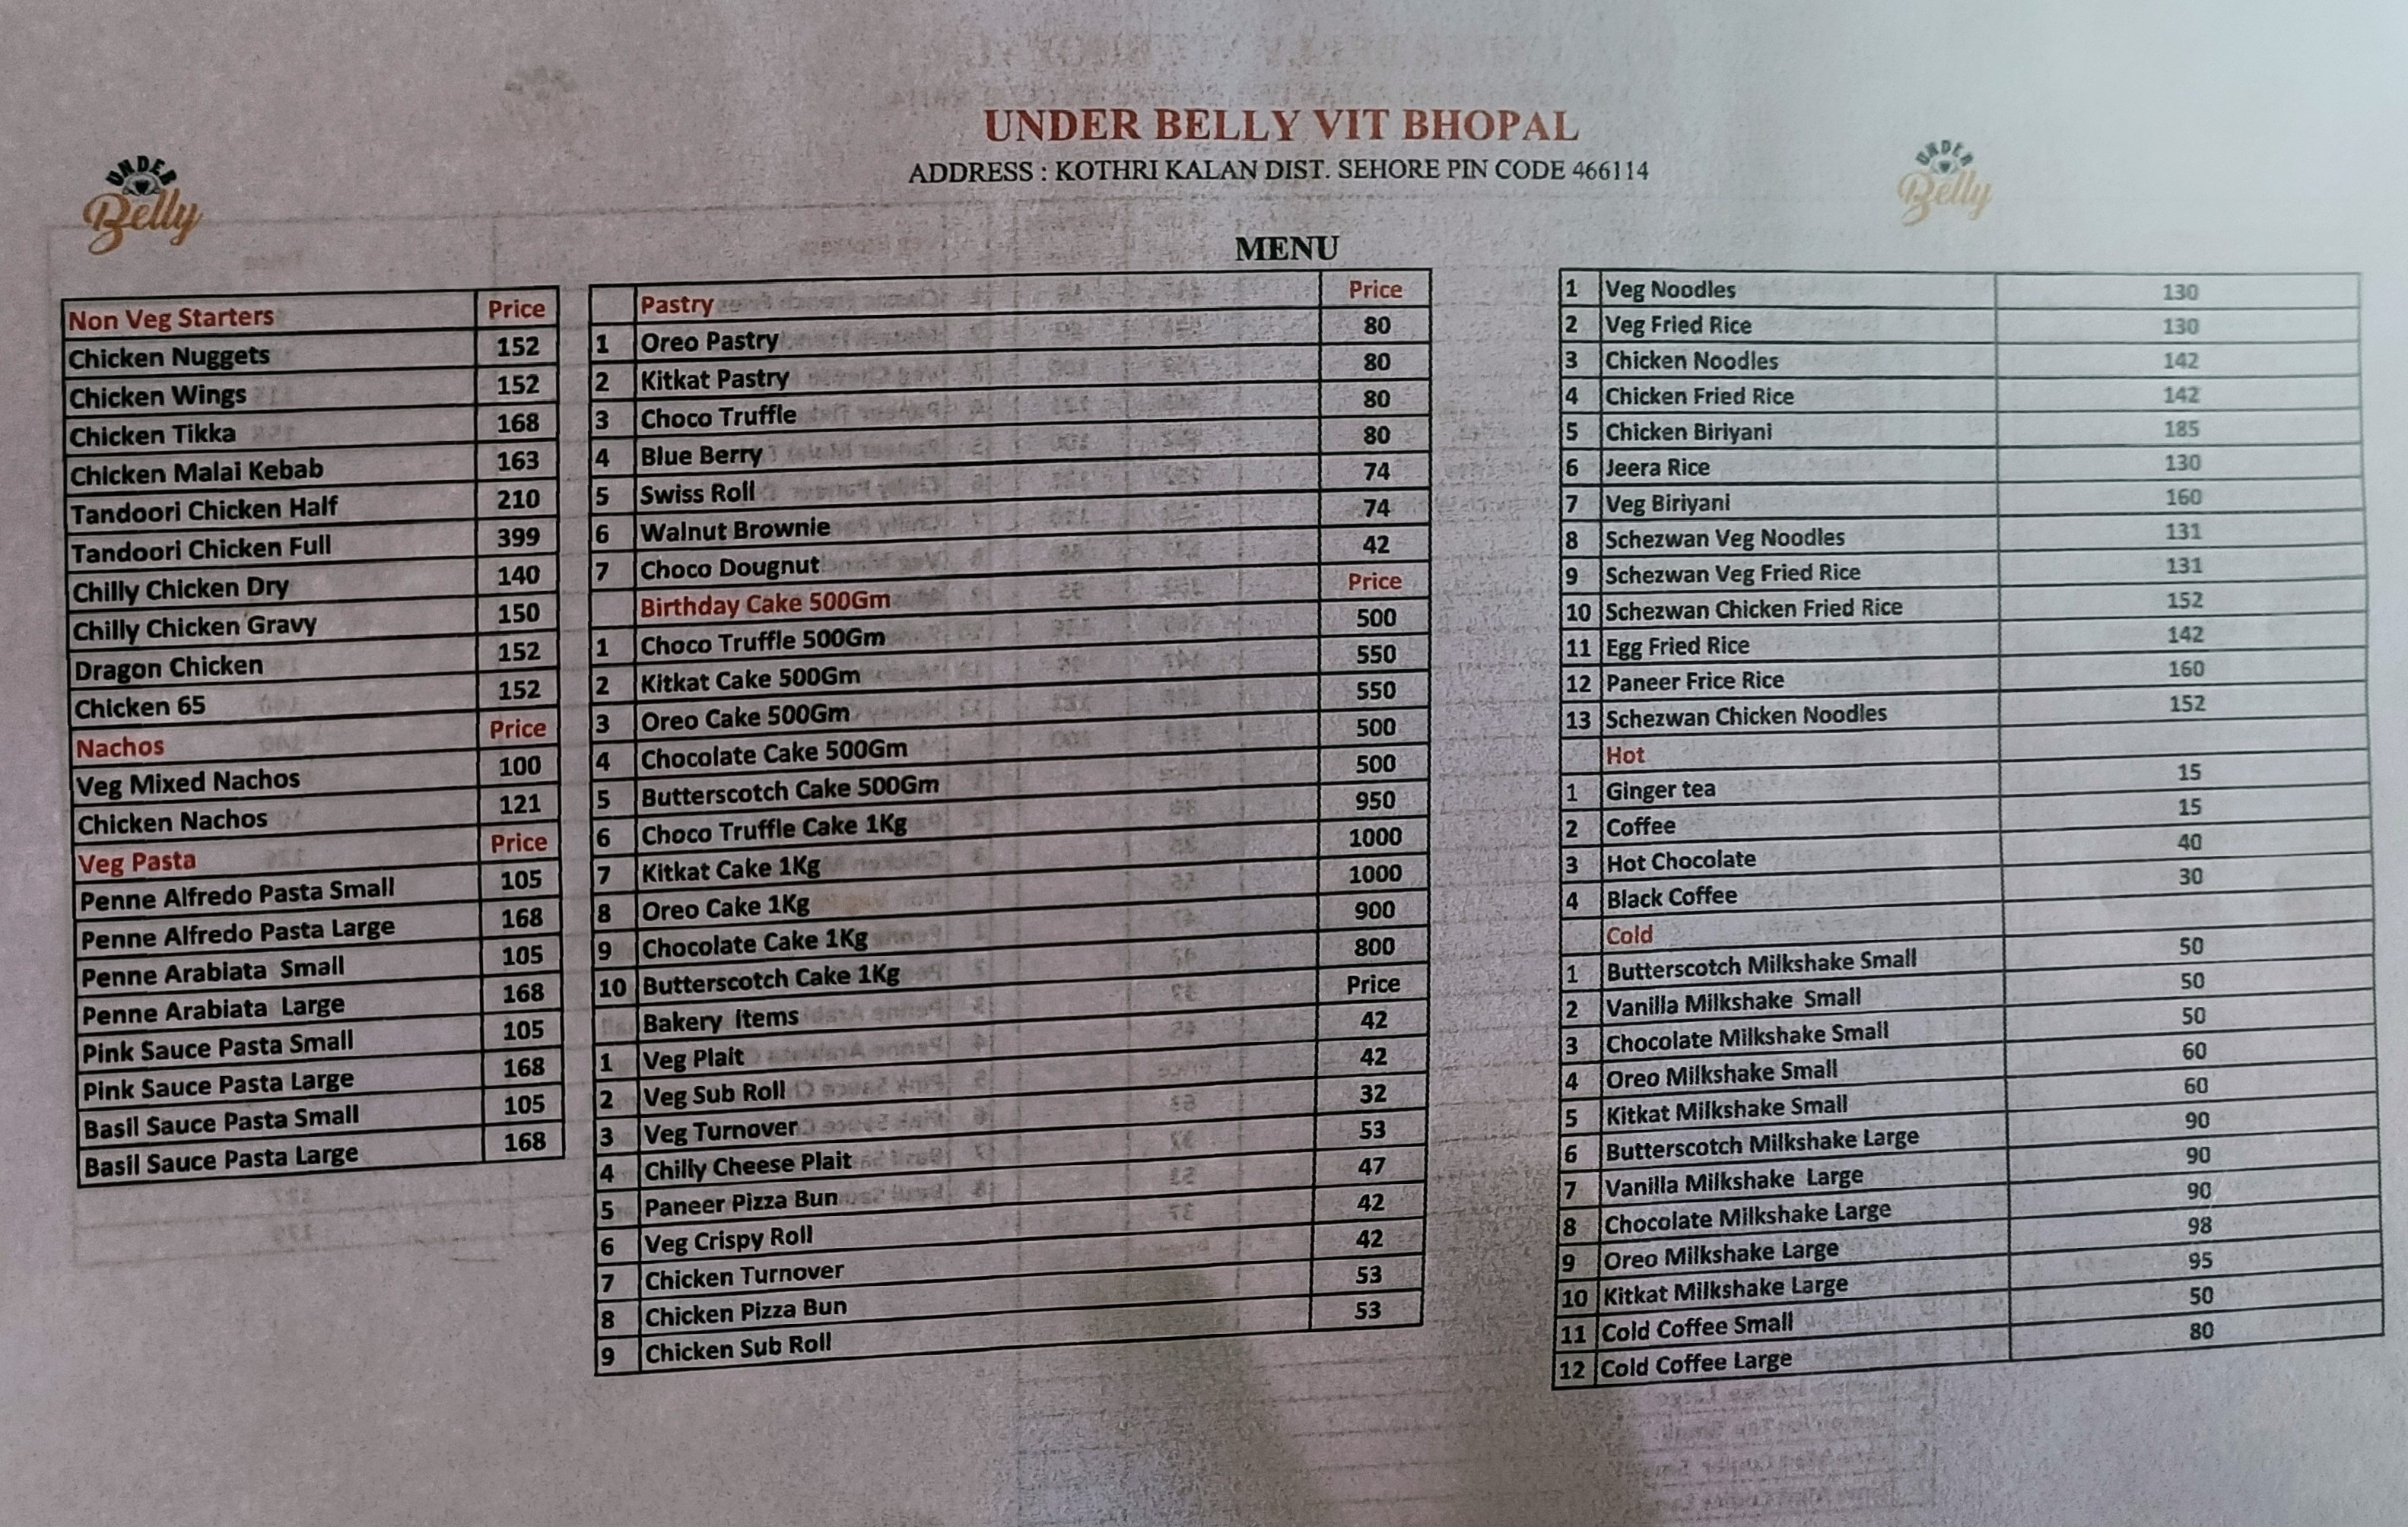 UNDER BELLY VIT BHOPAL
ADDRESS : KOTHRI KALAN DIST. SEHORE PIN CODE 466114
UNDER
Belly
UNDER
Belly
MENU
Non Veg Starters Price
Chicken Nuggets 152
Chicken Wings 152
Chicken Tikka 168
Chicken Malai Kebab 163
Tandoori Chicken Half 210
Tandoori Chicken Full 399
Chilly Chicken Dry 140
Chilly Chicken Gravy 150
Dragon Chicken 152
Chicken 65 152
Nachos Price
Veg Mixed Nachos 100
Chicken Nachos 121
Veg Pasta Price
Penne Alfredo Pasta Small 105
Penne Alfredo Pasta Large 168
Penne Arabiata Small 105
Penne Arabiata Large 168
Pink Sauce Pasta Small 105
Pink Sauce Pasta Large 168
Basil Sauce Pasta Small 105
Basil Sauce Pasta Large 168
Pastry Price
1 Oreo Pastry 80
2 Kitkat Pastry 80
3 Choco Truffle 80
4 Blue Berry 80
5 Swiss Roll 74
6 Walnut Brownie 74
7 Choco Dougnut 42
Birthday Cake 500Gm Price
1 Choco Truffle 500Gm 500
2 Kitkat Cake 500Gm 550
3 Oreo Cake 500Gm 550
4 Chocolate Cake 500Gm 500
5 Butterscotch Cake 500Gm 500
6 Choco Truffle Cake 1Kg 950
7 Kitkat Cake 1Kg 1000
8 Oreo Cake 1Kg 1000
9 Chocolate Cake 1Kg 900
10 Butterscotch Cake 1Kg 800
Bakery Items Price
1 Veg Plait 42
2 Veg Sub Roll 42
3 Veg Turnover 32
4 Chilly Cheese Plait 53
5 Paneer Pizza Bun 47
6 Veg Crispy Roll 42
7 Chicken Turnover 42
8 Chicken Pizza Bun 53
9 Chicken Sub Roll 53
1 Veg Noodles 130
2 Veg Fried Rice 130
3 Chicken Noodles 142
4 Chicken Fried Rice 142
5 Chicken Biriyani 185
6 Jeera Rice 130
7 Veg Biriyani 160
8 Schezwan Veg Noodles 131
9 Schezwan Veg Fried Rice 131
10 Schezwan Chicken Fried Rice 152
11 Egg Fried Rice 142
12 Paneer Frice Rice 160
13 Schezwan Chicken Noodles 152
Hot
1 Ginger tea 15
2 Coffee 15
3 Hot Chocolate 40
4 Black Coffee 30
Cold
1 Butterscotch Milkshake Small 50
2 Vanilla Milkshake Small 50
3 Chocolate Milkshake Small 50
4 Oreo Milkshake Small 60
5 Kitkat Milkshake Small 60
6 Butterscotch Milkshake Large 90
7 Vanilla Milkshake Large 90
8 Chocolate Milkshake Large 90
9 Oreo Milkshake Large 98
10 Kitkat Milkshake Large 95
11 Cold Coffee Small 50
12 Cold Coffee Large 80